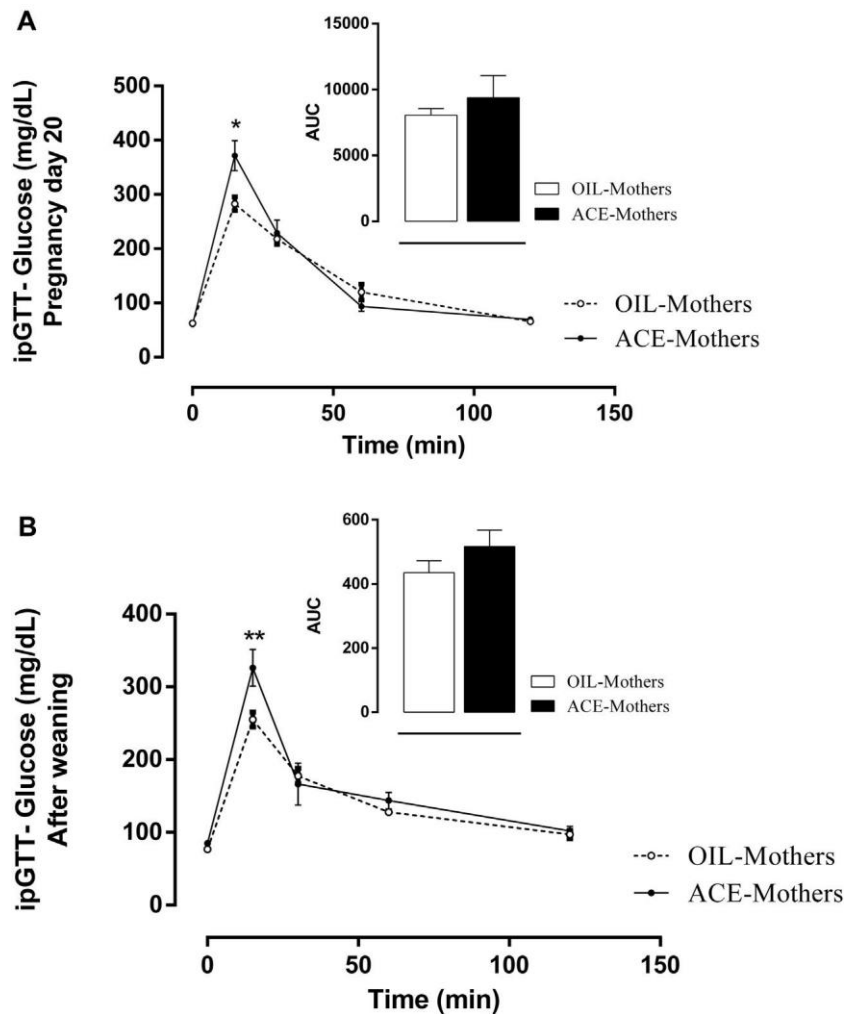 A
ipGTT- Glucose (mg/dL)
Pregnancy day 20
500
400
300
200
100
0
*
AUC
15000
10000
5000
0
OIL-Mothers
ACE-Mothers
OIL-Mothers
ACE-Mothers
0
50
100
150
Time (min)
B
ipGTT- Glucose (mg/dL)
After weaning
400
300
200
100
0
**
AUC
600
400
200
0
OIL-Mothers
ACE-Mothers
OIL-Mothers
ACE-Mothers
0
50
100
150
Time (min)